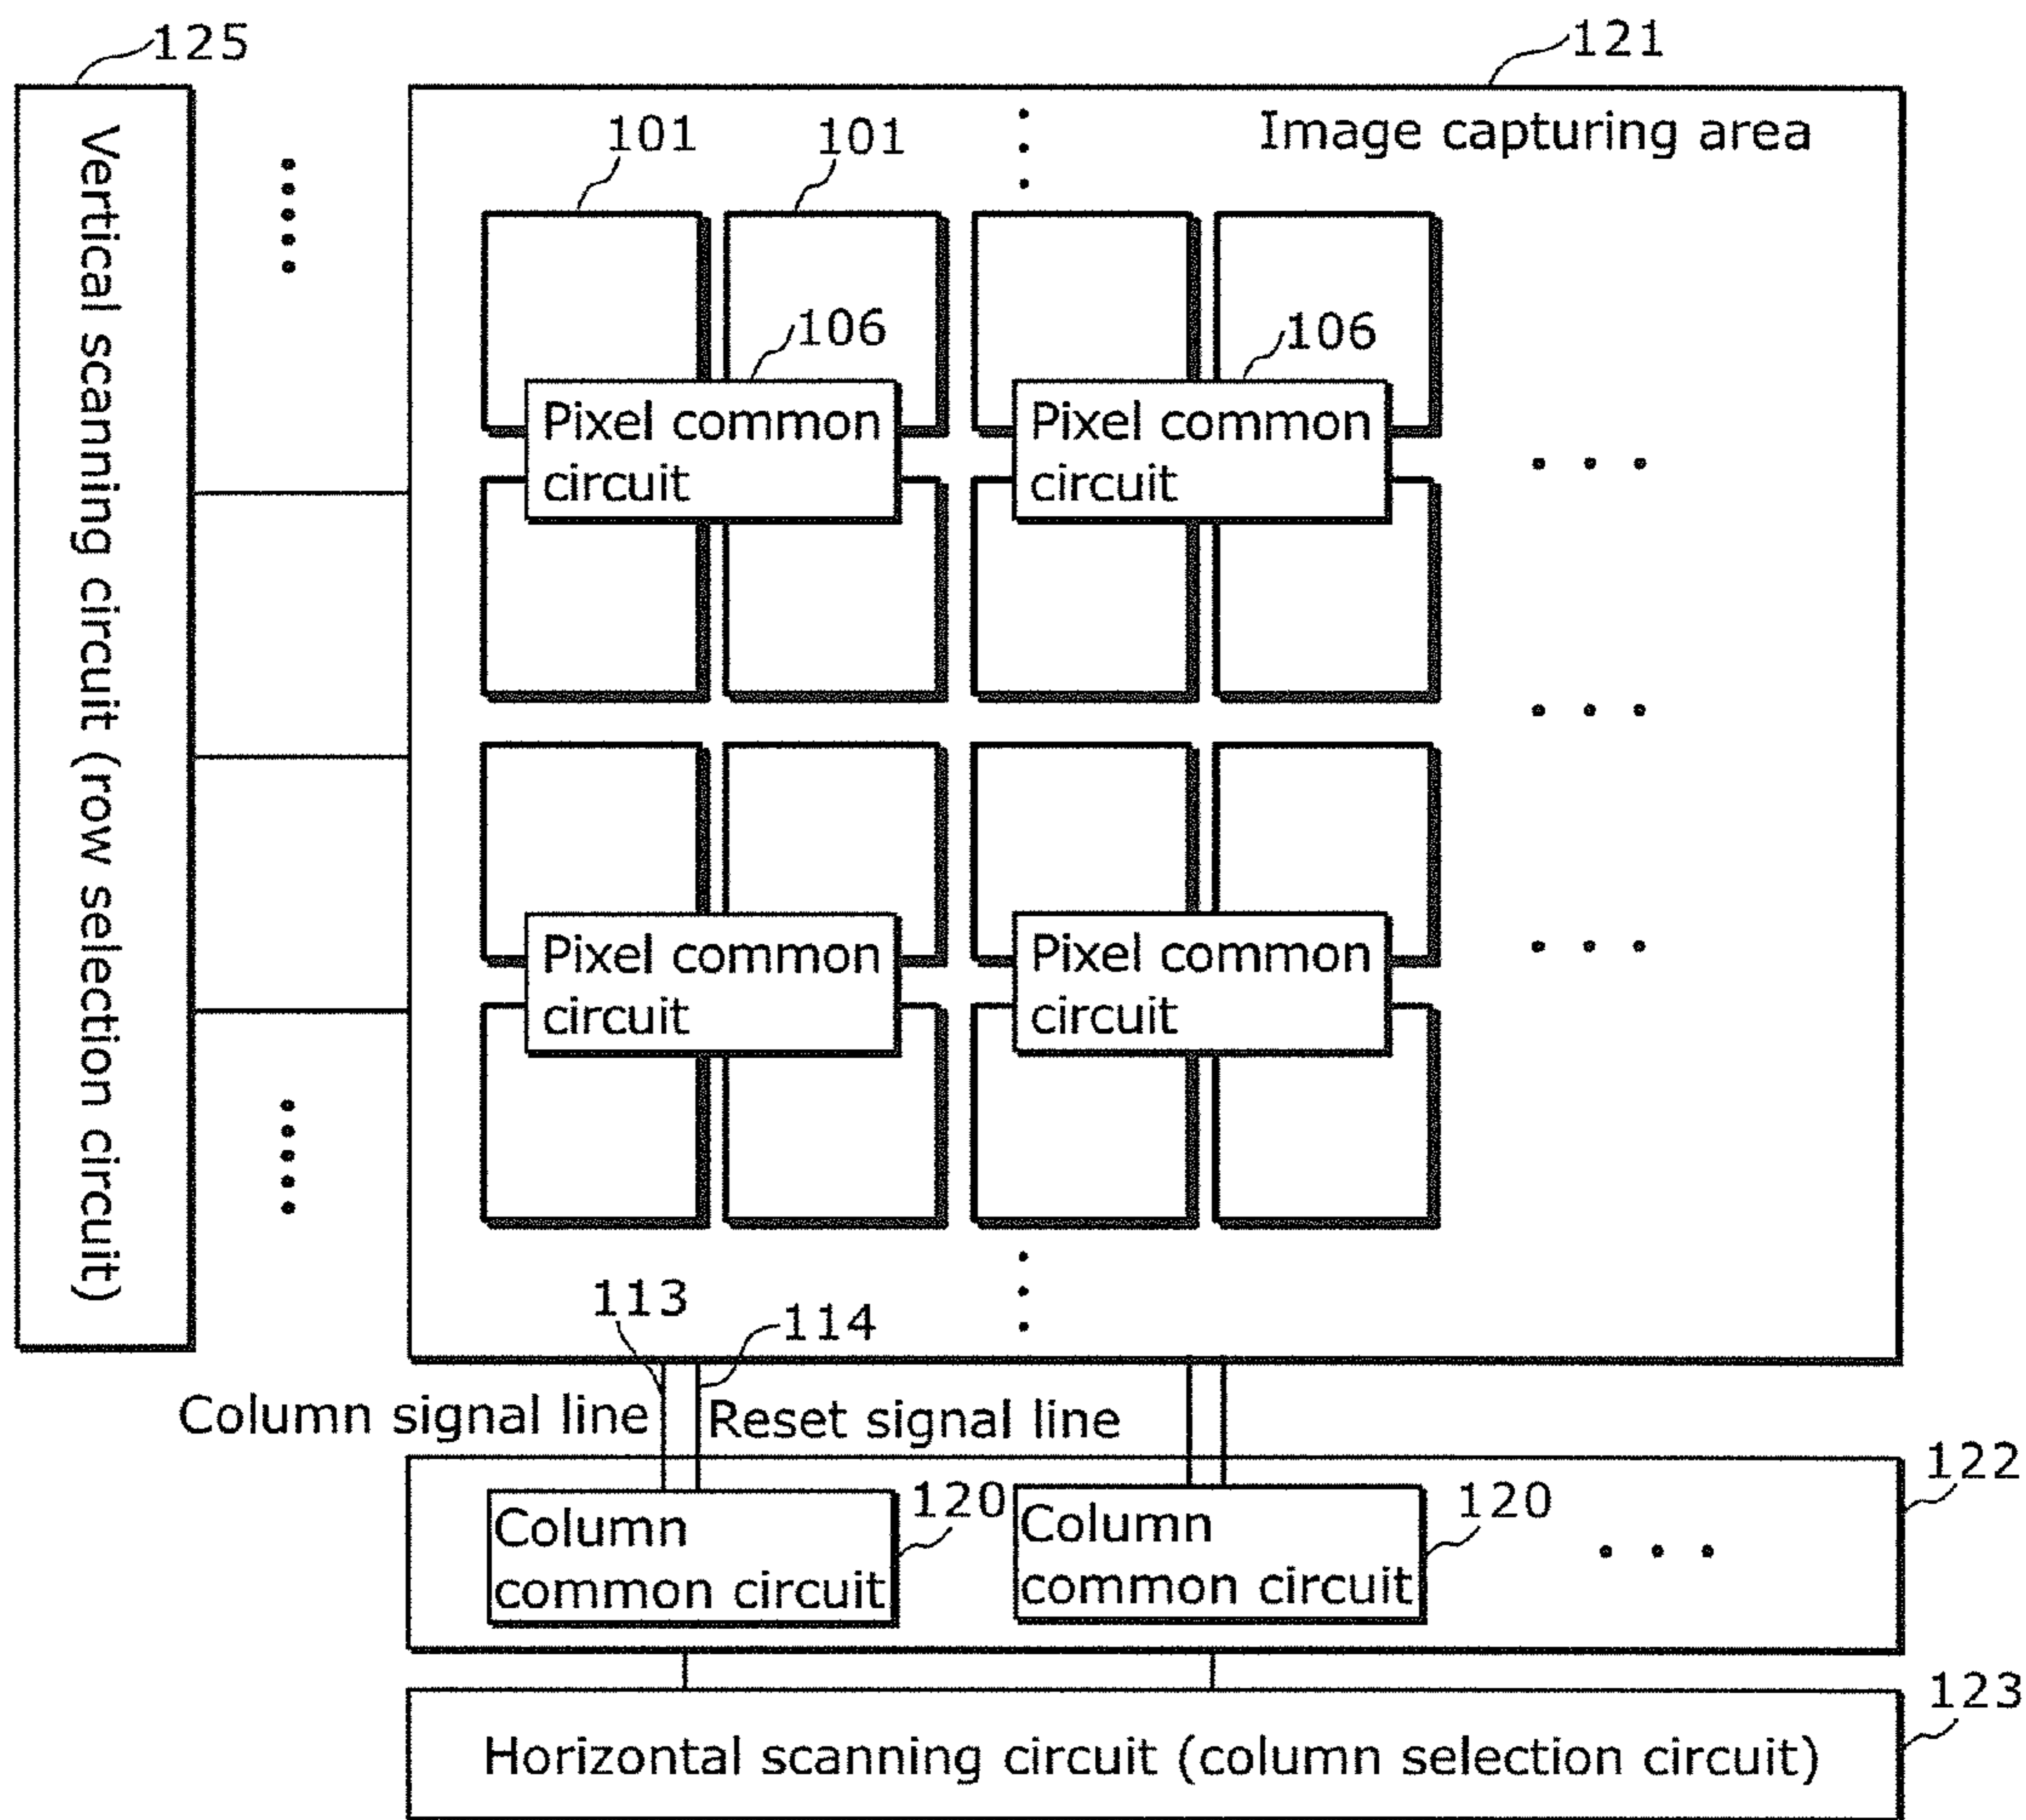 125
121
Vertical scanning circuit (row selection circuit)
Image capturing area
101
101
106
106
Pixel common
circuit
Pixel common
circuit
Pixel common
circuit
Pixel common
circuit
113
114
Column signal line
Reset signal line
122
Column
common circuit
120
Column
common circuit
120
123
Horizontal scanning circuit (column selection circuit)